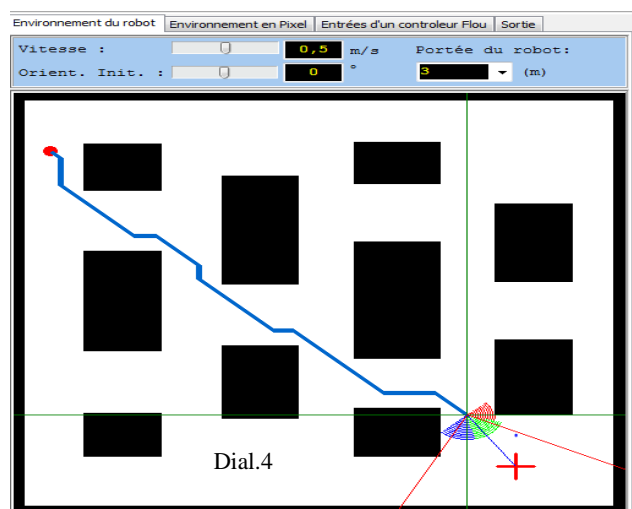 Environnement du robot Environnement en Pixel Entrées d'un controleur Flou Sortie
Vitesse : 0,5 m/s Portée du robot:
Orient. Init. : 0 ° 3 (m)
Dial.4